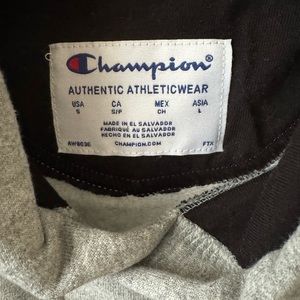 Champion®
AUTHENTIC ATHLETICWEAR
USA CA MEX ASIA
S S/P CH L
MADE IN EL SALVADOR
FABRIQUÉ AU SALVADOR
HECHO EN EL SALVADOR
CHAMPION.COM FTX